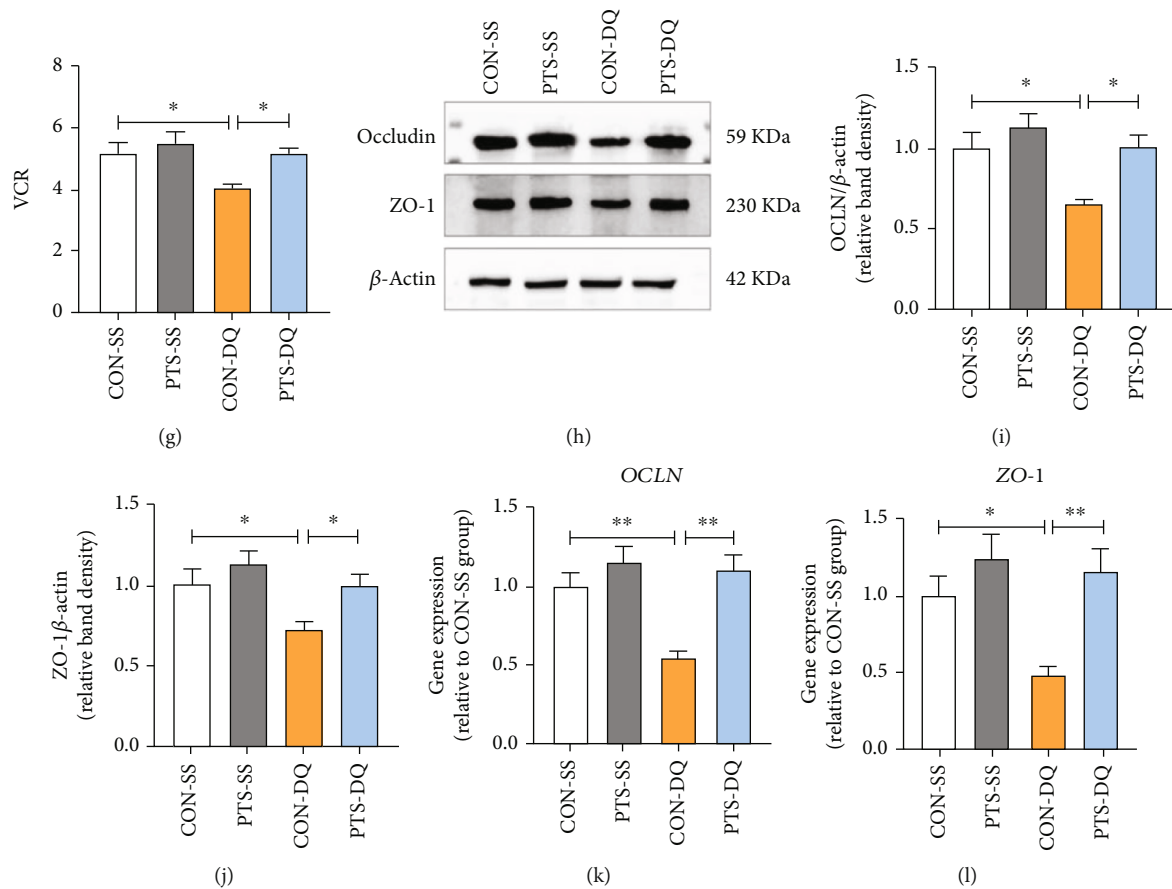 8
6
4
2
0
VCR
*
*
CON-SS
PTS-SS
CON-DQ
PTS-DQ
(g)
CON-SS
PTS-SS
CON-DQ
PTS-DQ
Occludin
59 KDa
ZO-1
230 KDa
β-Actin
42 KDa
(h)
1.5
1.0
0.5
0.0
OCLN/β-actin
(relative band density)
*
*
CON-SS
PTS-SS
CON-DQ
PTS-DQ
(i)
1.5
1.0
0.5
0.0
ZO-1β-actin
(relative band density)
*
*
CON-SS
PTS-SS
CON-DQ
PTS-DQ
(j)
OCLN
1.5
1.0
0.5
0.0
Gene expression
(relative to CON-SS group)
**
**
CON-SS
PTS-SS
CON-DQ
PTS-DQ
(k)
ZO-1
1.5
1.0
0.5
0.0
Gene expression
(relative to CON-SS group)
*
**
CON-SS
PTS-SS
CON-DQ
PTS-DQ
(l)